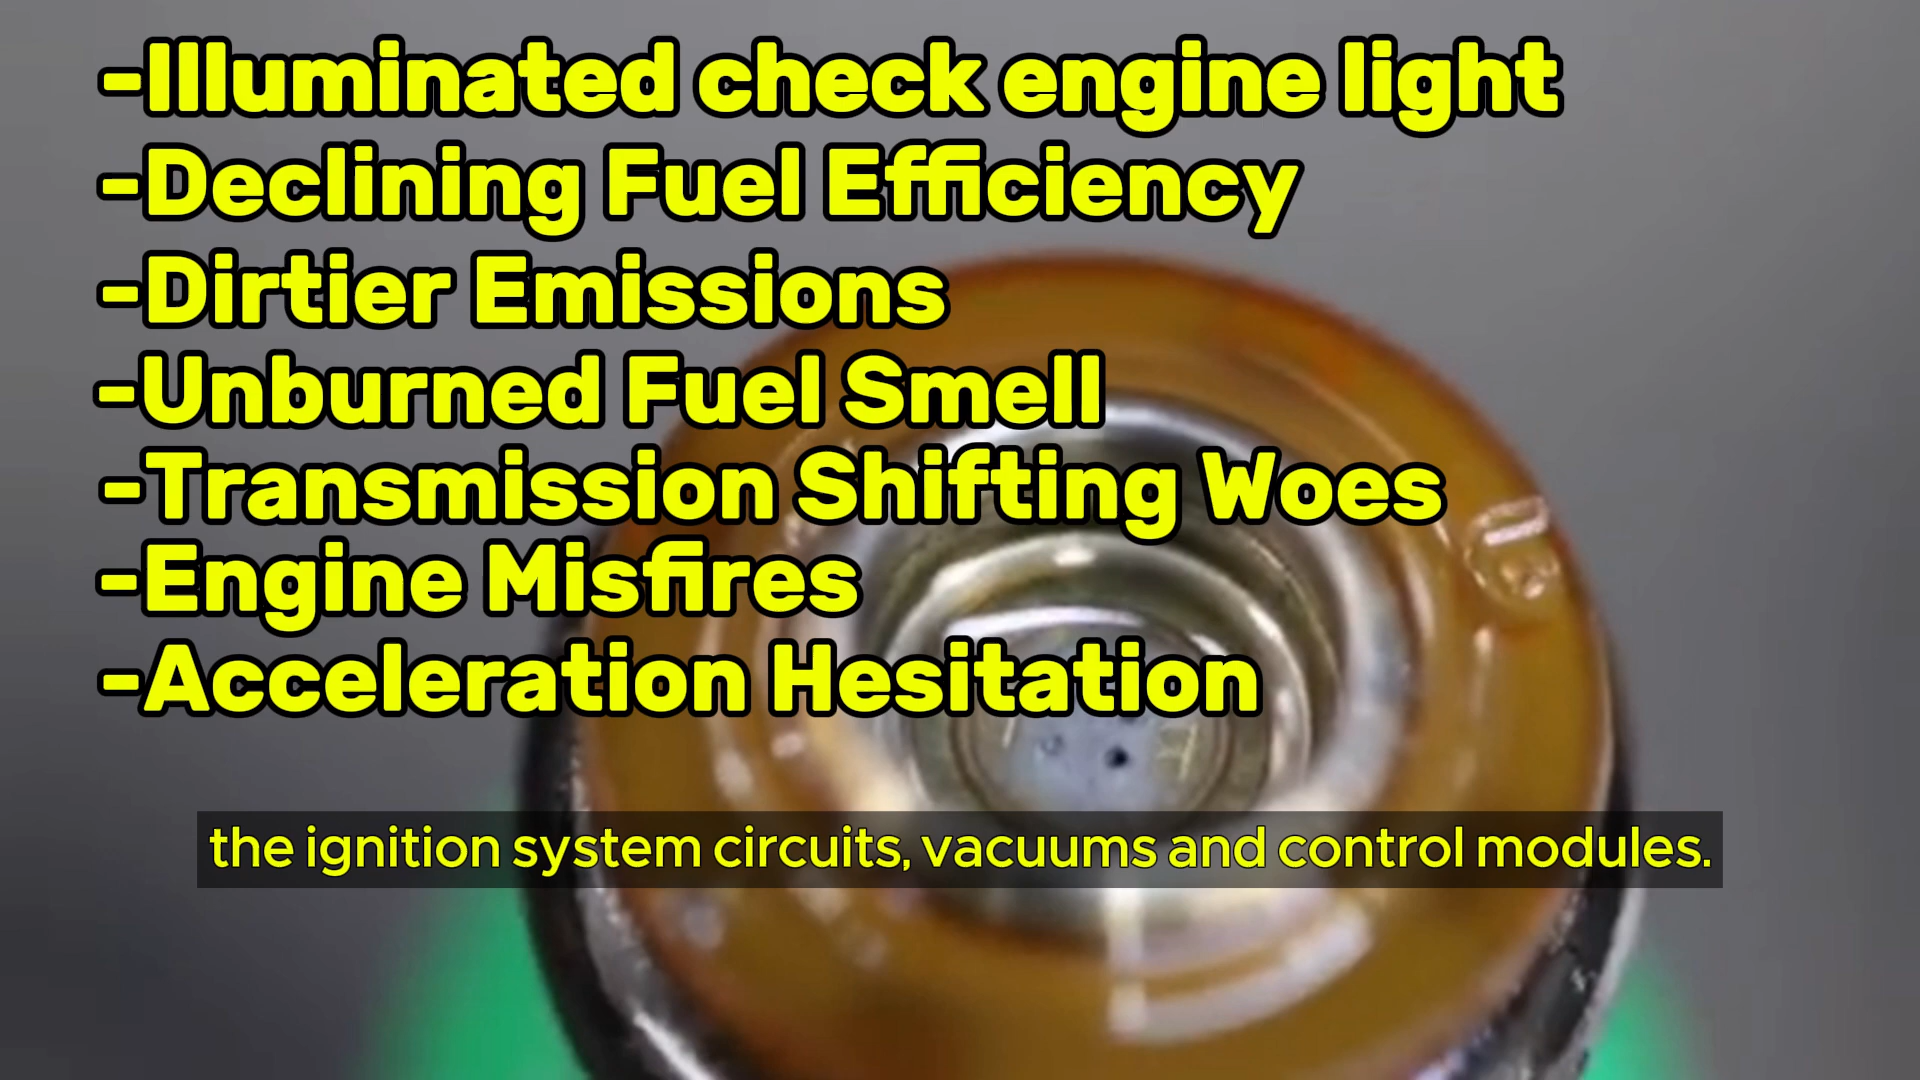 -Illuminated check engine light
-Declining Fuel Efficiency
-Dirtier Emissions
-Unburned Fuel Smell
-Transmission Shifting Woes
-Engine Misfires
-Acceleration Hesitation
the ignition system circuits, vacuums and control modules.